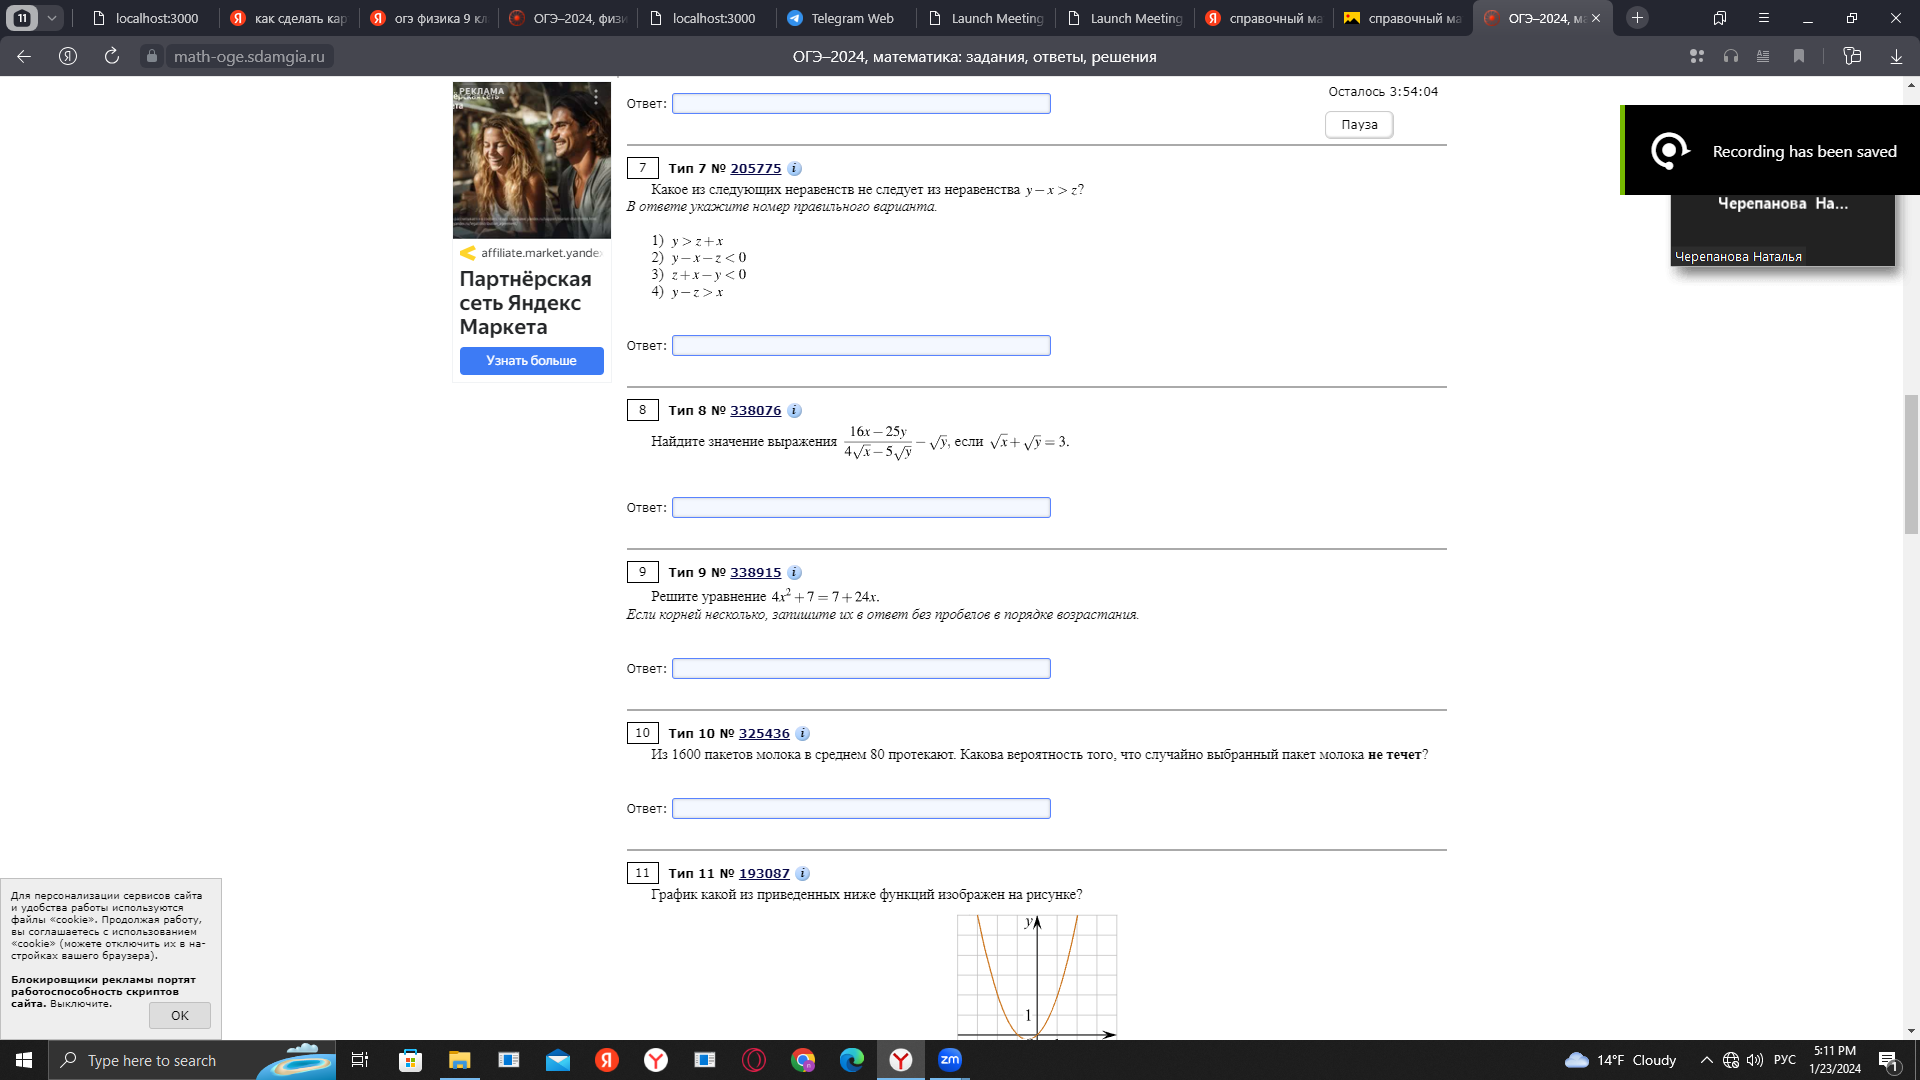 11
localhost:3000
как сделать кар
огэ физика 9 кл
ОГЭ–2024, физи
localhost:3000
Telegram Web
Launch Meeting
Launch Meeting
справочный ма
справочный ма
ОГЭ–2024, ма
math-oge.sdamgia.ru
ОГЭ–2024, математика: задания, ответы, решения
РЕКЛАМА
affiliate.market.yande
Партнёрская
сеть Яндекс
Маркета
Узнать больше
Ответ:
Осталось 3:54:04
Пауза
Recording has been saved
Черепанова На...
Черепанова Наталья
7 Тип 7 № 205775 i
Какое из следующих неравенств не следует из неравенства y − x > z?
В ответе укажите номер правильного варианта.
1) y > z + x
2) y − x − z < 0
3) z + x − y < 0
4) y − z > x
Ответ:
8 Тип 8 № 338076 i
Найдите значение выражения (16x − 25y)/(4√x − 5√y) − √y, если √x + √y = 3.
Ответ:
9 Тип 9 № 338915 i
Решите уравнение 4x² + 7 = 7 + 24x.
Если корней несколько, запишите их в ответ без пробелов в порядке возрастания.
Ответ:
10 Тип 10 № 325436 i
Из 1600 пакетов молока в среднем 80 протекают. Какова вероятность того, что случайно выбранный пакет молока не течет?
Ответ:
11 Тип 11 № 193087 i
График какой из приведенных ниже функций изображен на рисунке?
y
1
Для персонализации сервисов сайта
и удобства работы используются
файлы «cookie». Продолжая работу,
вы соглашаетесь с использованием
«cookie» (можете отключить их в на-
стройках вашего браузера).
Блокировщики рекламы портят
работоспособность скриптов
сайта. Выключите.
OK
Type here to search
zm
14°F Cloudy
РУС
5:11 PM
1/23/2024
1